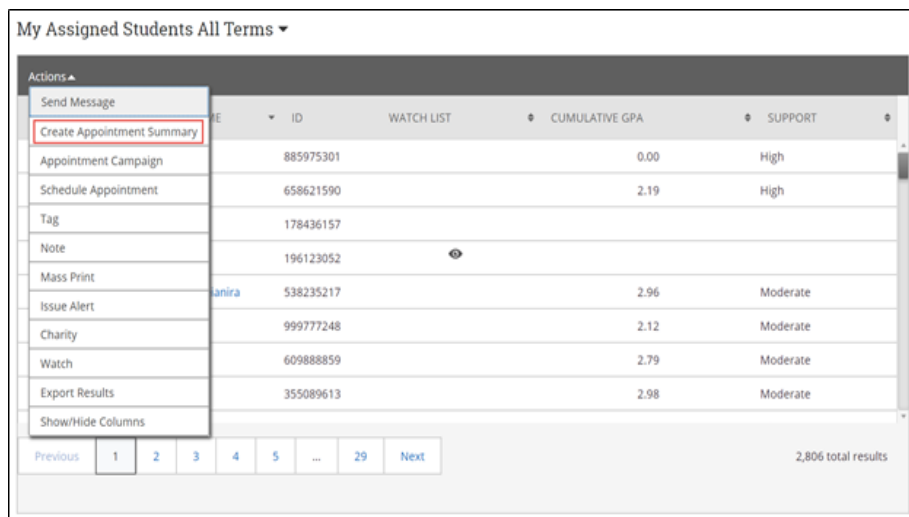 My Assigned Students All Terms
Actions
Send Message
ME ID WATCH LIST CUMULATIVE GPA SUPPORT
Create Appointment Summary
Appointment Campaign 885975301 0.00 High
Schedule Appointment 658621590 2.19 High
Tag 178436157
Note 196123052
Mass Print
ianira 538235217 2.96 Moderate
Issue Alert
Charity 999777248 2.12 Moderate
Watch 609888859 2.79 Moderate
Export Results 355089613 2.98 Moderate
Show/Hide Columns
Previous 1 2 3 4 5 ... 29 Next 2,806 total results